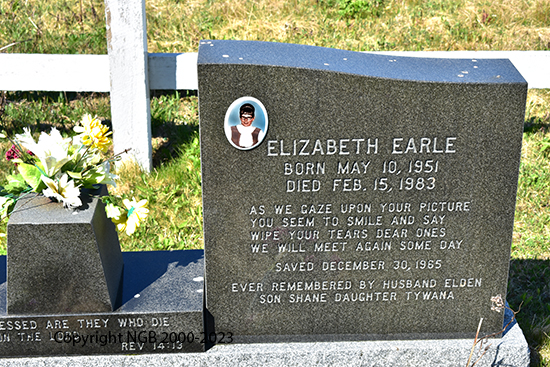 ELIZABETH EARLE
BORN MAY 10, 1951
DIED FEB. 15, 1983
AS WE GAZE UPON YOUR PICTURE
YOU SEEM TO SMILE AND SAY
WIPE YOUR TEARS DEAR ONES
WE WILL MEET AGAIN SOME DAY
SAVED DECEMBER 30, 1965
EVER REMEMBERED BY HUSBAND ELDEN
SON SHANE DAUGHTER TYWANA
ESSED ARE THEY WHO DIE
ON THE
REV 14:13
Copyright NGB 2000-2023